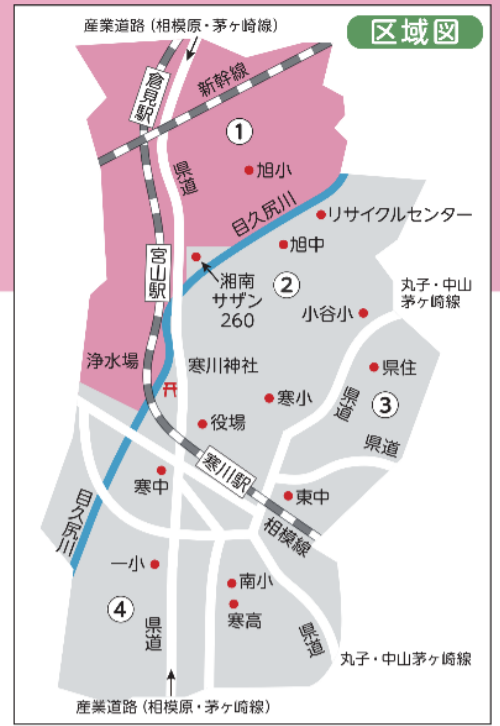 産業道路（相模原・茅ヶ崎線）
区域図
倉見駅
新幹線
①
県道
旭小
目久尻川
リサイクルセンター
旭中
宮山駅
湘南
サザン
260
②
丸子・中山
茅ヶ崎線
小谷小
浄水場
寒川神社
県住
寒小
県道
③
役場
県道
寒川駅
寒中
東中
目久尻川
相模線
一小
南小
④
寒高
県道
県道
丸子・中山茅ヶ崎線
産業道路（相模原・茅ヶ崎線）